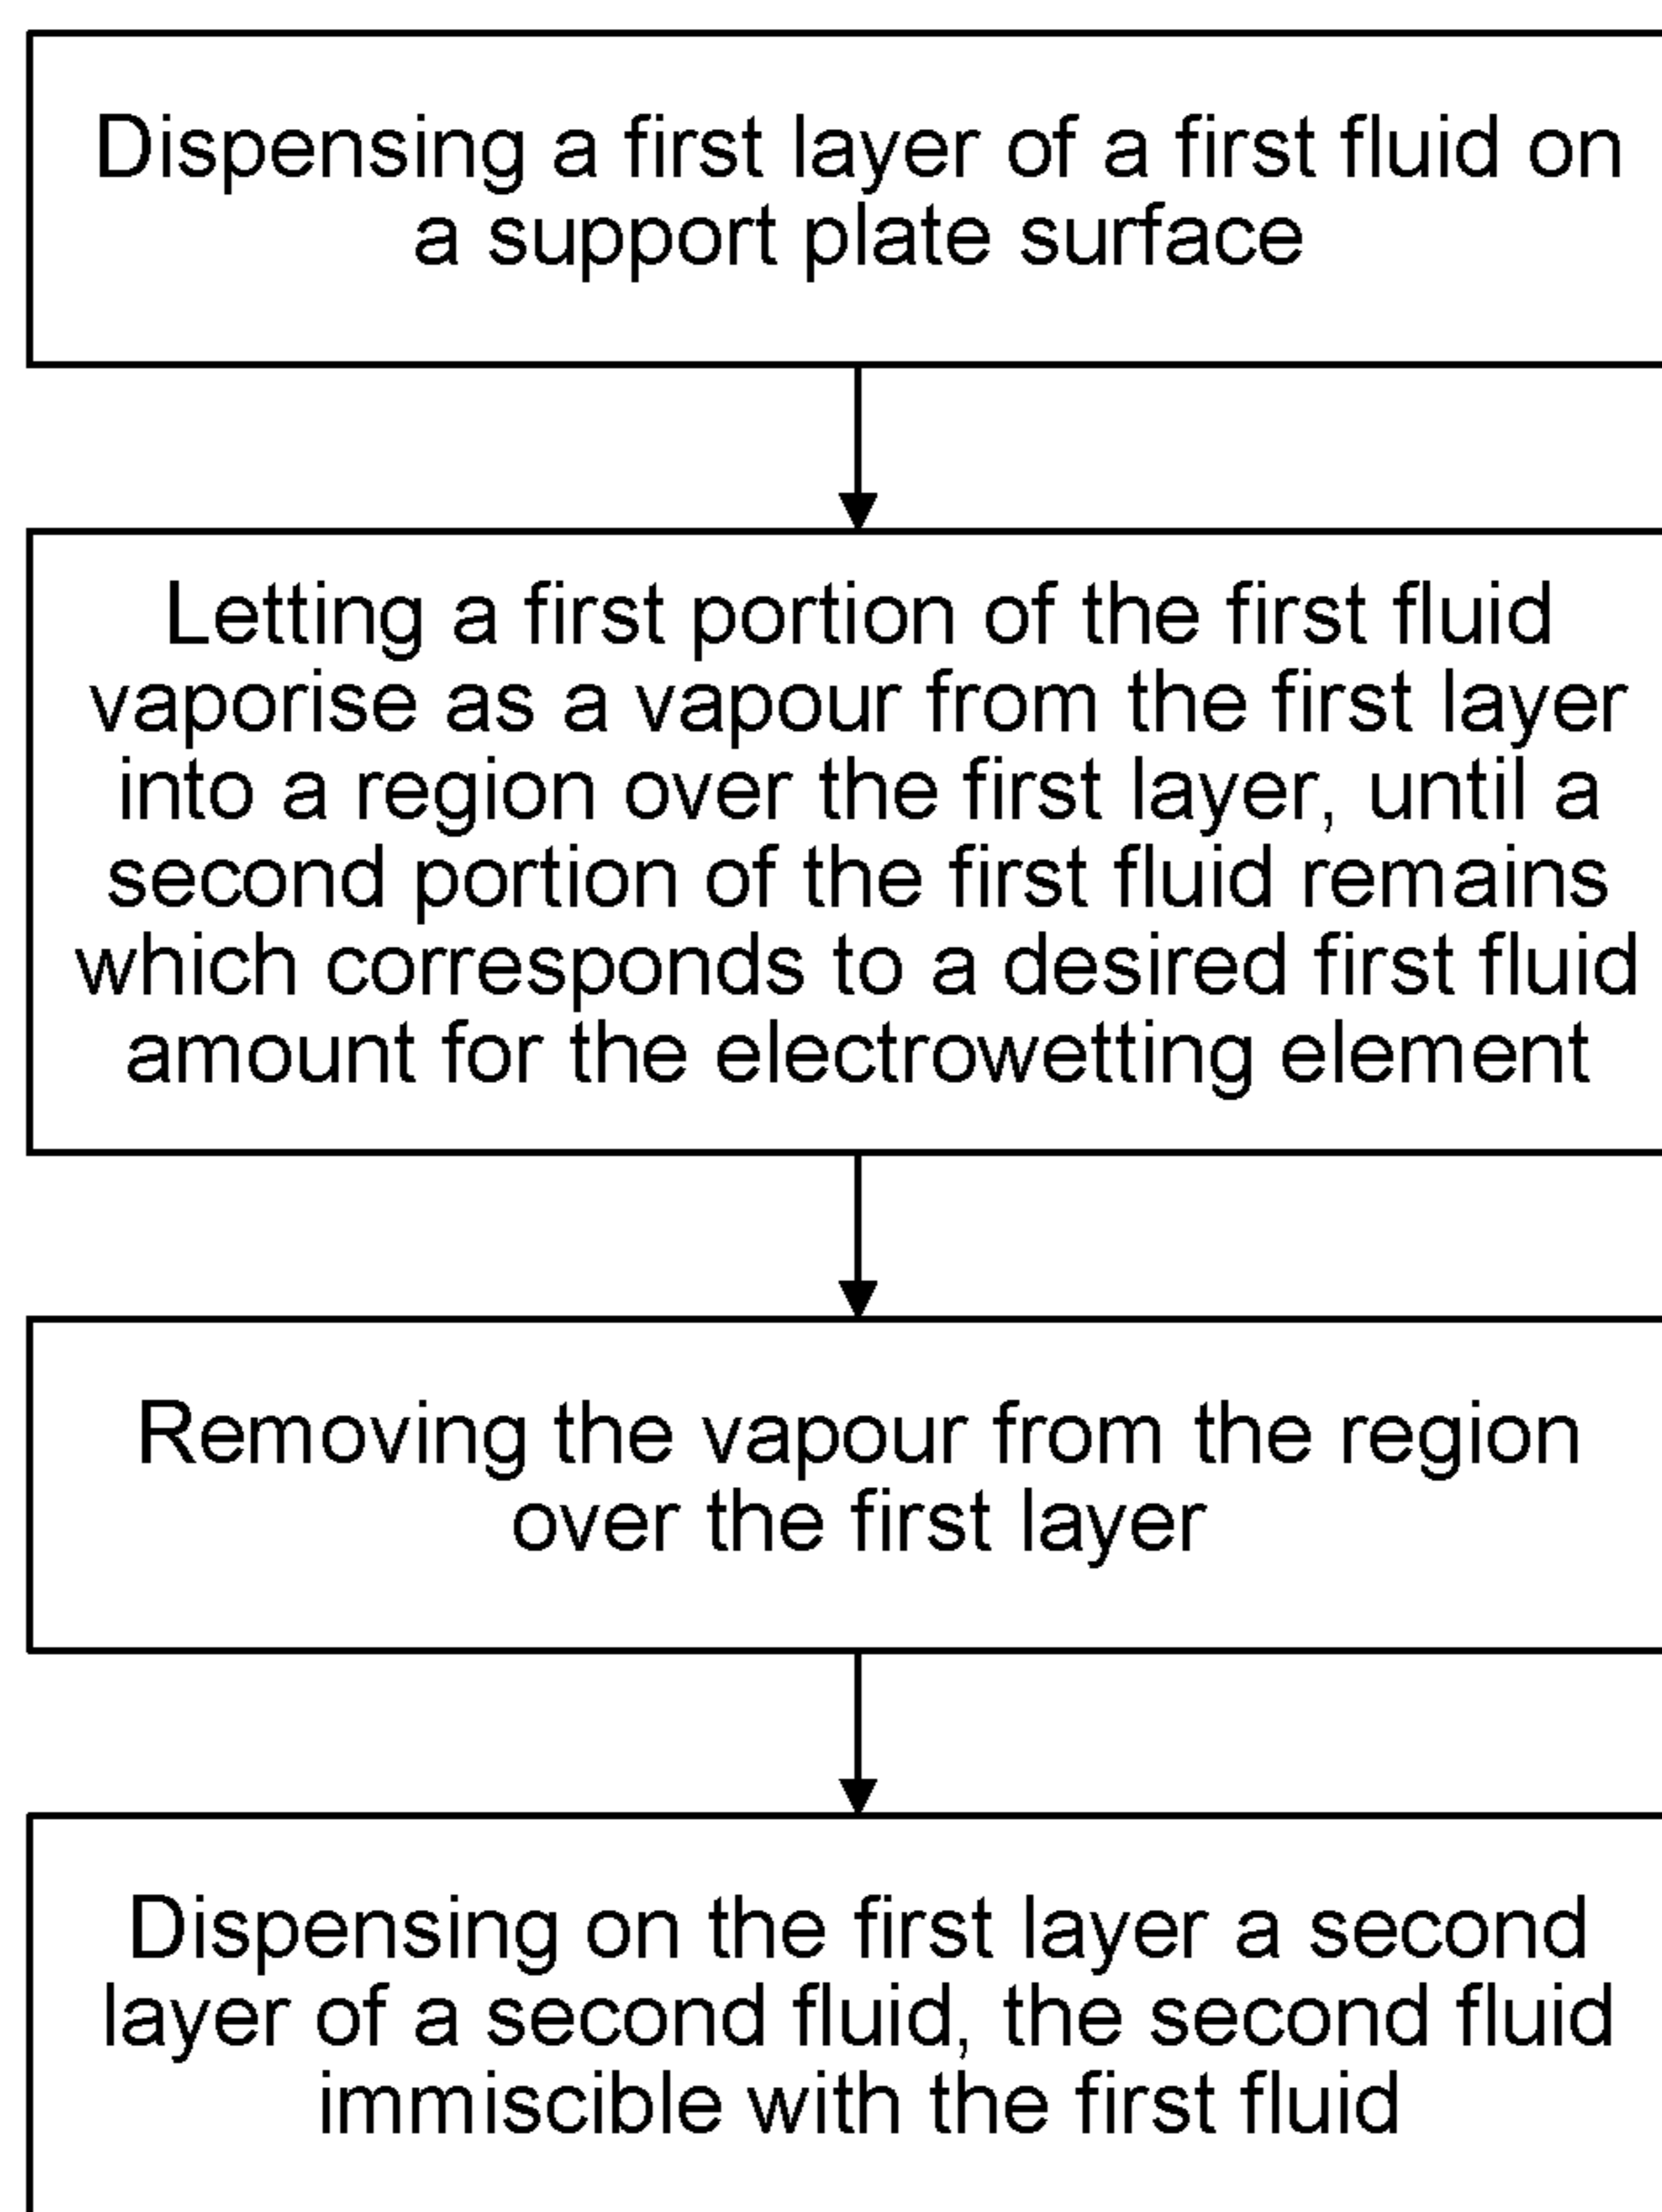 Dispensing a first layer of a first fluid on
a support plate surface
Letting a first portion of the first fluid
vaporise as a vapour from the first layer
into a region over the first layer, until a
second portion of the first fluid remains
which corresponds to a desired first fluid
amount for the electrowetting element
Removing the vapour from the region
over the first layer
Dispensing on the first layer a second
layer of a second fluid, the second fluid
immiscible with the first fluid